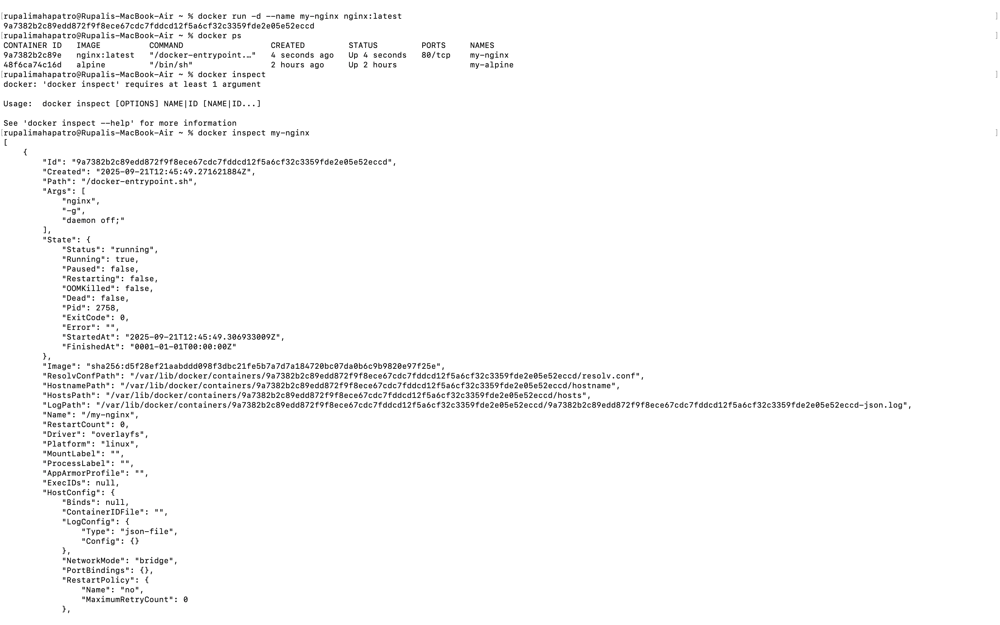 [rupalimahapatro@Rupalis-MacBook-Air ~ % docker run -d --name my-nginx nginx:latest ]
9a7382b2c89edd872f9f8ece67cdc7fddcd12f5a6cf32c3359fde2e05e52eccd
[rupalimahapatro@Rupalis-MacBook-Air ~ % docker ps ]
CONTAINER ID   IMAGE          COMMAND                  CREATED         STATUS         PORTS     NAMES
9a7382b2c89e   nginx:latest   "/docker-entrypoint.…"   4 seconds ago   Up 4 seconds   80/tcp    my-nginx
48f6ca74c16d   alpine         "/bin/sh"                2 hours ago     Up 2 hours               my-alpine
[rupalimahapatro@Rupalis-MacBook-Air ~ % docker inspect ]
docker: 'docker inspect' requires at least 1 argument

Usage:  docker inspect [OPTIONS] NAME|ID [NAME|ID...]

See 'docker inspect --help' for more information
[rupalimahapatro@Rupalis-MacBook-Air ~ % docker inspect my-nginx ]
[
    {
        "Id": "9a7382b2c89edd872f9f8ece67cdc7fddcd12f5a6cf32c3359fde2e05e52eccd",
        "Created": "2025-09-21T12:45:49.271621884Z",
        "Path": "/docker-entrypoint.sh",
        "Args": [
            "nginx",
            "-g",
            "daemon off;"
        ],
        "State": {
            "Status": "running",
            "Running": true,
            "Paused": false,
            "Restarting": false,
            "OOMKilled": false,
            "Dead": false,
            "Pid": 2758,
            "ExitCode": 0,
            "Error": "",
            "StartedAt": "2025-09-21T12:45:49.306933009Z",
            "FinishedAt": "0001-01-01T00:00:00Z"
        },
        "Image": "sha256:d5f28ef21aabddd098f3dbc21fe5b7a7d7a184720bc07da0b6c9b9820e97f25e",
        "ResolvConfPath": "/var/lib/docker/containers/9a7382b2c89edd872f9f8ece67cdc7fddcd12f5a6cf32c3359fde2e05e52eccd/resolv.conf",
        "HostnamePath": "/var/lib/docker/containers/9a7382b2c89edd872f9f8ece67cdc7fddcd12f5a6cf32c3359fde2e05e52eccd/hostname",
        "HostsPath": "/var/lib/docker/containers/9a7382b2c89edd872f9f8ece67cdc7fddcd12f5a6cf32c3359fde2e05e52eccd/hosts",
        "LogPath": "/var/lib/docker/containers/9a7382b2c89edd872f9f8ece67cdc7fddcd12f5a6cf32c3359fde2e05e52eccd/9a7382b2c89edd872f9f8ece67cdc7fddcd12f5a6cf32c3359fde2e05e52eccd-json.log",
        "Name": "/my-nginx",
        "RestartCount": 0,
        "Driver": "overlayfs",
        "Platform": "linux",
        "MountLabel": "",
        "ProcessLabel": "",
        "AppArmorProfile": "",
        "ExecIDs": null,
        "HostConfig": {
            "Binds": null,
            "ContainerIDFile": "",
            "LogConfig": {
                "Type": "json-file",
                "Config": {}
            },
            "NetworkMode": "bridge",
            "PortBindings": {},
            "RestartPolicy": {
                "Name": "no",
                "MaximumRetryCount": 0
            },